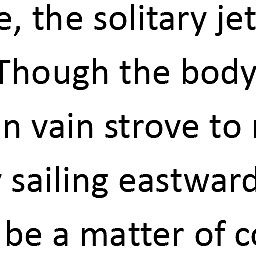 e, the solitary jet
Though the body
n vain strove to
sailing eastward
be a matter of co